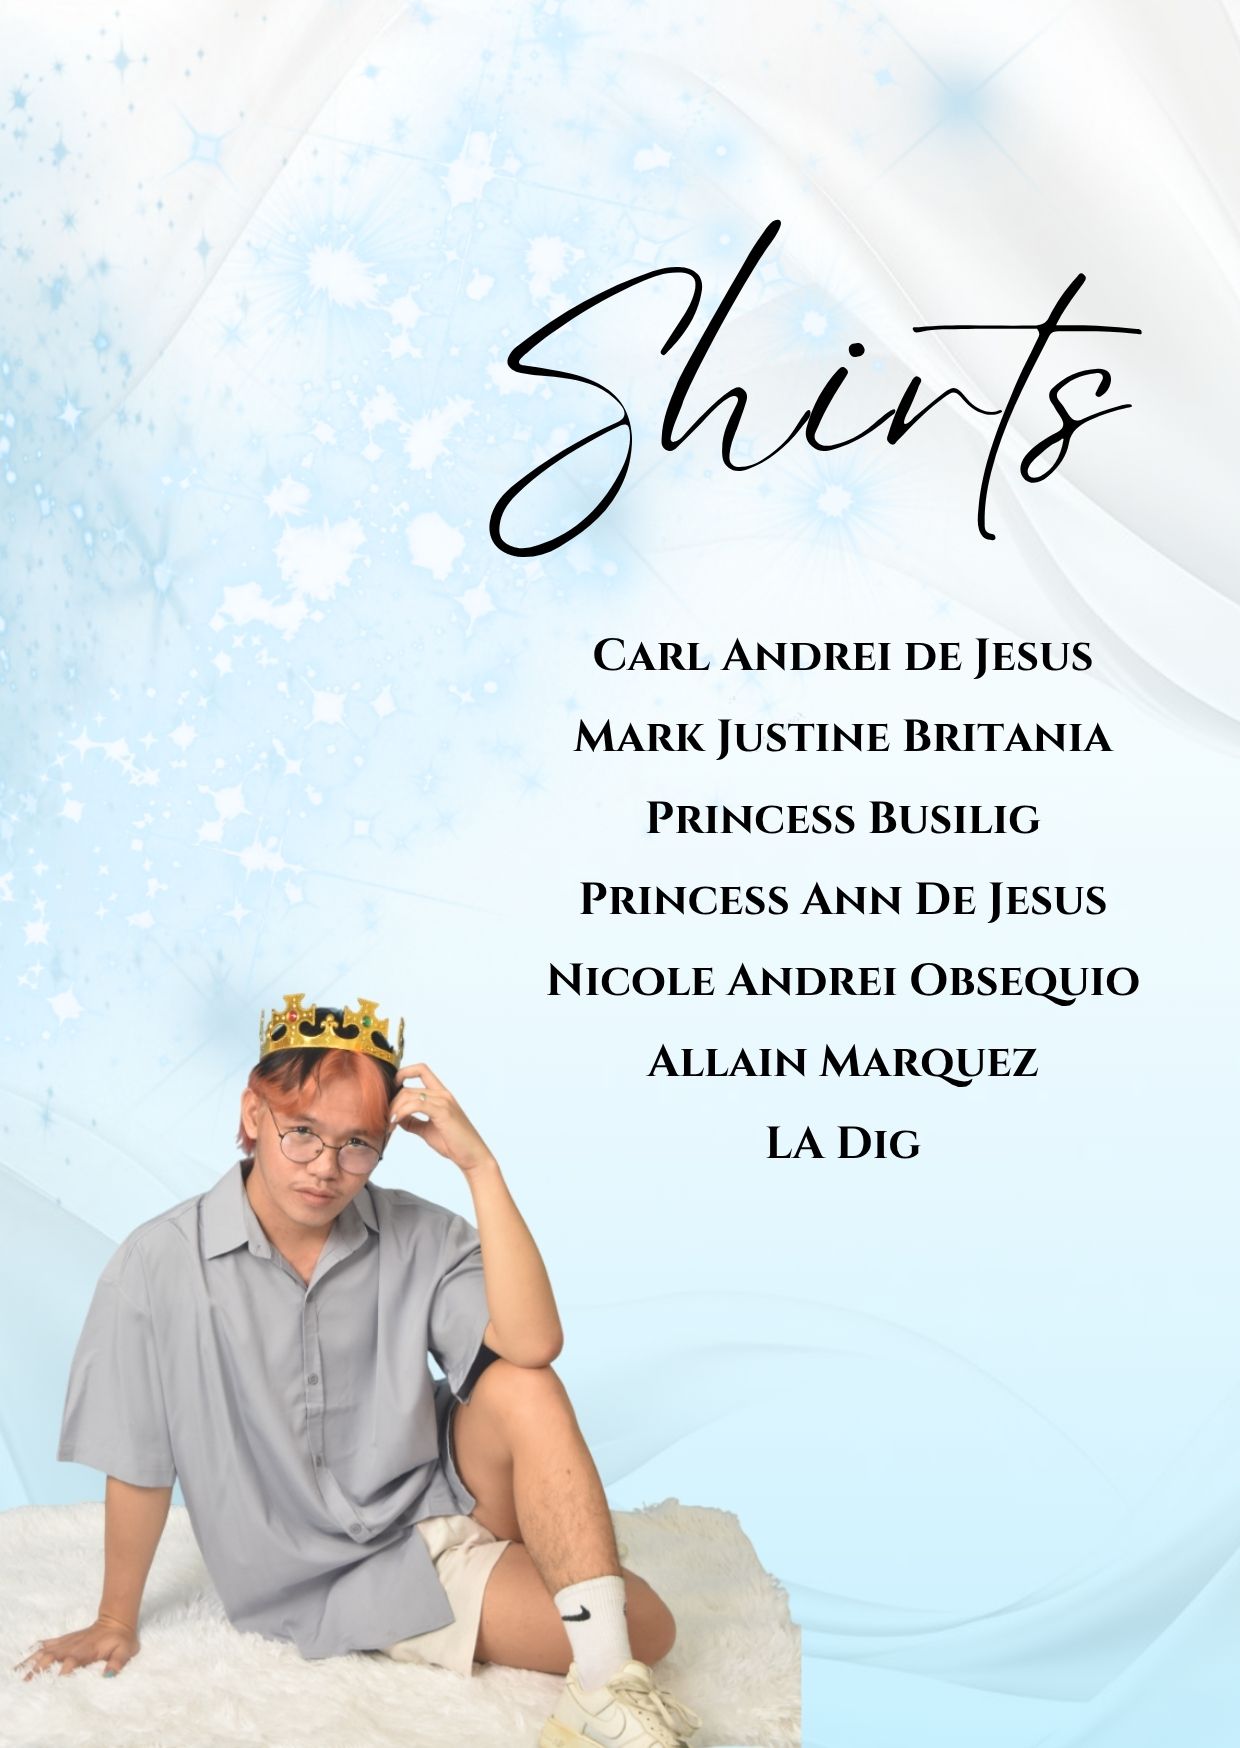 Shirts
Carl Andrei de Jesus
Mark Justine Britania
Princess Busilig
Princess Ann De Jesus
Nicole Andrei Obsequio
Allain Marquez
LA Dig